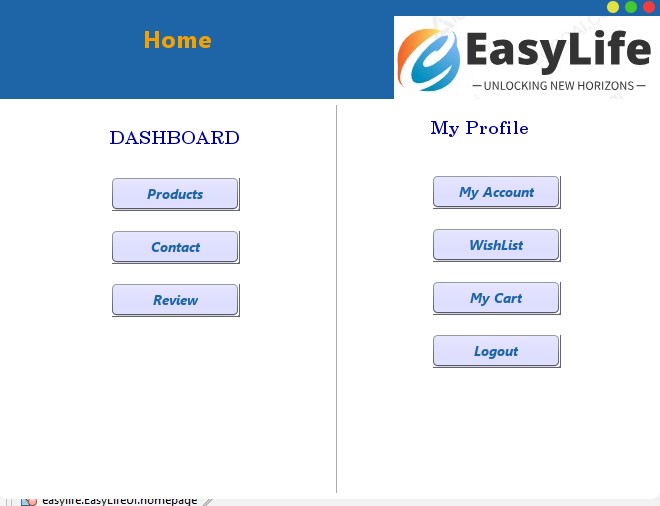 Home
EasyLife
— UNLOCKING NEW HORIZONS —
DASHBOARD
Products
Contact
Review
My Profile
My Account
WishList
My Cart
Logout
easylife.EasyLifeUI.homepage